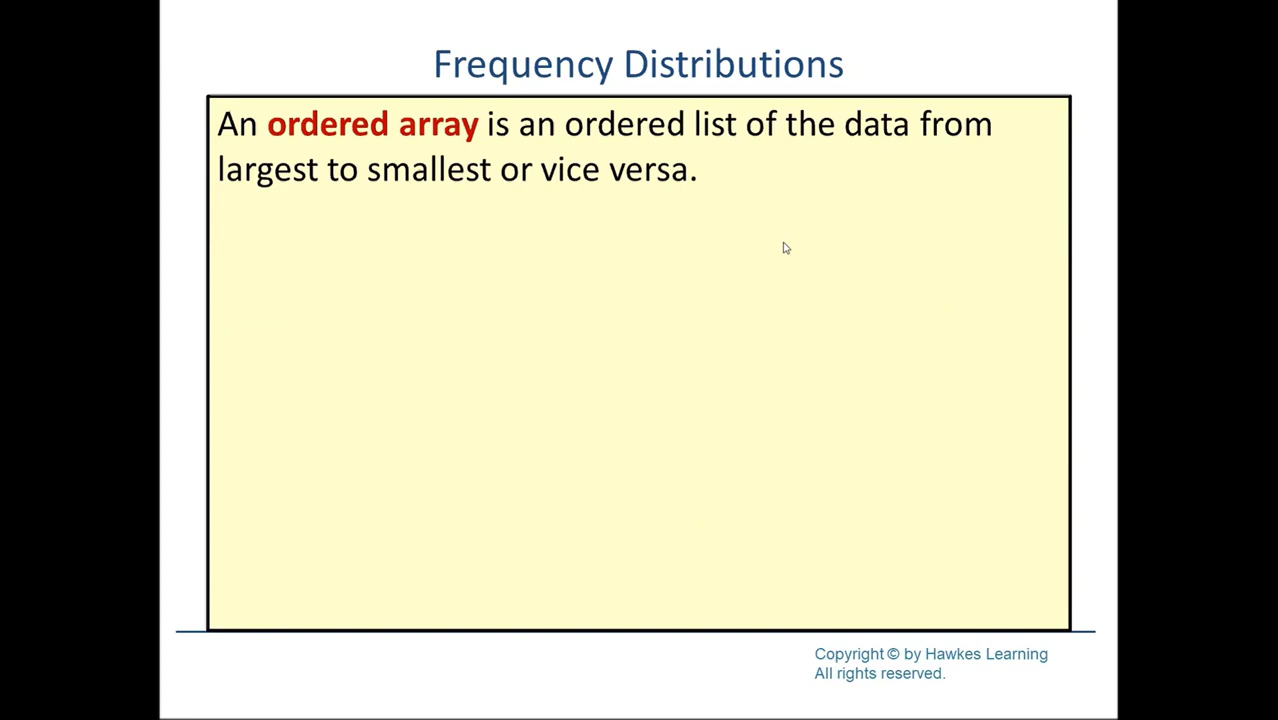 Frequency Distributions
An ordered array is an ordered list of the data from
largest to smallest or vice versa.
Copyright © by Hawkes Learning
All rights reserved.